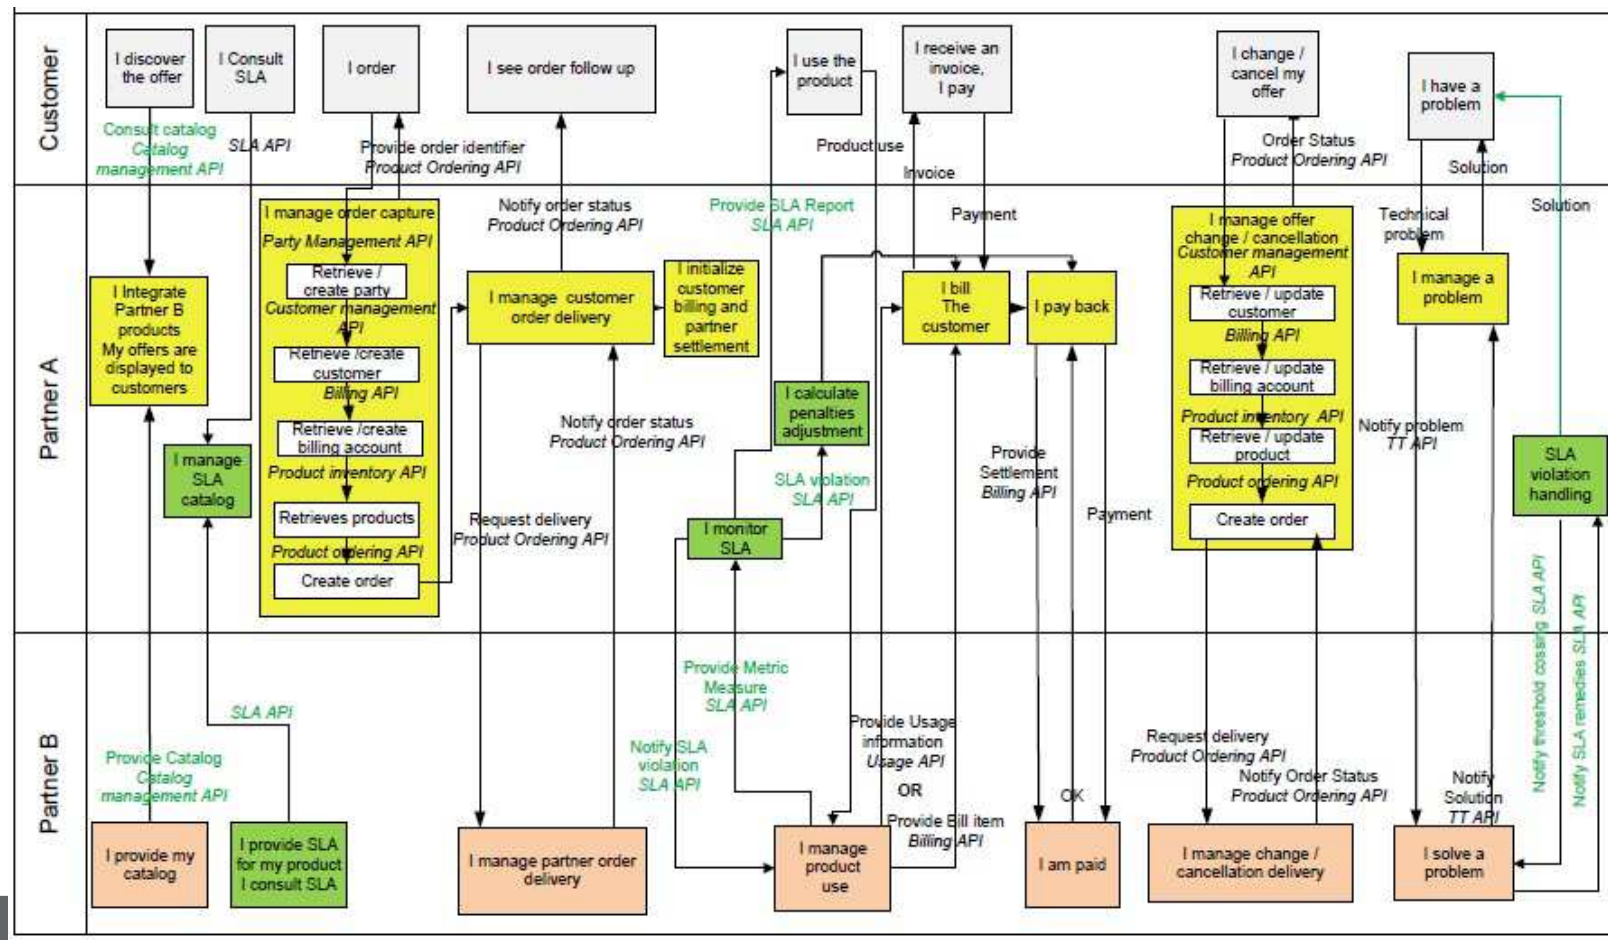 Customer
I discover
the offer
I Consult
SLA
I order
I see order follow up
I use the
product
I receive an
invoice,
I pay
I change /
cancel my
offer
I have a
problem
Consult catalog
Catalog
management API
SLA API
Provide order identifier
Product Ordering API
Product use
Invoice
Order Status
Product Ordering API
Solution
Partner A
I manage order capture
Party Management API
Retrieve /
create party
Customer management
API
Retrieve /create
customer
Billing API
Retrieve /create
billing account
Product inventory API
Retrieves products
Product ordering API
Create order
Notify order status
Product Ordering API
Provide SLA Report
SLA API
Payment
I manage offer
change / cancellation
Customer management
API
Retrieve / update
customer
Billing API
Retrieve / update
billing account
Product inventory API
Retrieve / update
product
Product ordering API
Create order
Technical
problem
Solution
I Integrate
Partner B
products
My offers are
displayed to
customers
I manage customer
order delivery
I initialize
customer
billing and
partner
settlement
I bill
The
customer
I pay back
I manage a
problem
I manage
SLA
catalog
Notify order status
Product Ordering API
I calculate
penalties
adjustment
SLA violation
SLA API
Provide
Settlement
Billing API
Notify problem
TT API
SLA
violation
handling
Request delivery
Product Ordering API
I monitor
SLA
Payment
Partner B
SLA API
Provide Catalog
Catalog
management API
Provide Metric
Measure
SLA API
Notify SLA
violation
SLA API
Provide Usage
information
Usage API
OR
Provide Bill item
Billing API
OK
Request delivery
Product Ordering API
Notify Order Status
Product Ordering API
Notify
Solution
TT API
Notify threshold cossing SLA API
Notify SLA remedies SLA API
I provide my
catalog
I provide SLA
for my product
I consult SLA
I manage partner order
delivery
I manage
product
use
I am paid
I manage change /
cancellation delivery
I solve a
problem